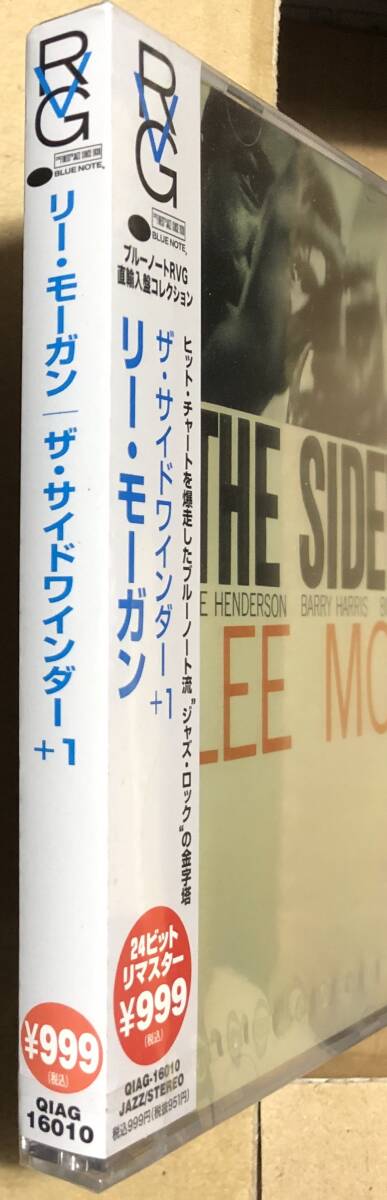 RVG
BLUE NOTE
リー・モーガン｜ザ・サイドワインダー+1
¥999
(税込)
QIAG
16010
RVG
BLUE NOTE
ブルーノートRVG
直輸入盤コレクション
ヒット・チャートを爆走したブルーノート流“ジャズ・ロック”の金字塔
ザ・サイドワインダー+1
リー・モーガン
24ビット
リマスター
¥999
(税込)
QIAG-16010
JAZZ/STEREO
税込999円(税抜951円)
THE SIDE
E HENDERSON BARRY HARRIS
LEE MO